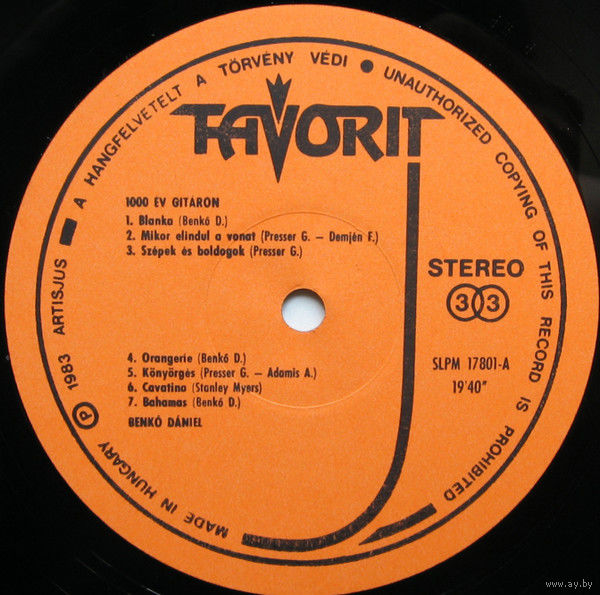 ℗ 1983 ARTISJUS ▬ A HANGFELVETELT A TÖRVÉNY VÉDI ● UNAUTHORIZED COPYING OF THIS RECORD IS PROHIBITED
FAVORIT
1000 ÉV GITÁRON
1. Blanka (Benkó D.)
2. Mikor elindul a vonat (Presser G. – Demjén F.)
3. Szépek és boldogok (Presser G.)
STEREO
33
4. Orangerie (Benkó D.)
5. Könyörgés (Presser G. – Adamis A.)
6. Cavatina (Stanley Myers)
7. Bahamas (Benkó D.)
BENKÓ DÁNIEL
SLPM 17801-A
19'40"
MADE IN HUNGARY
www.ay.by